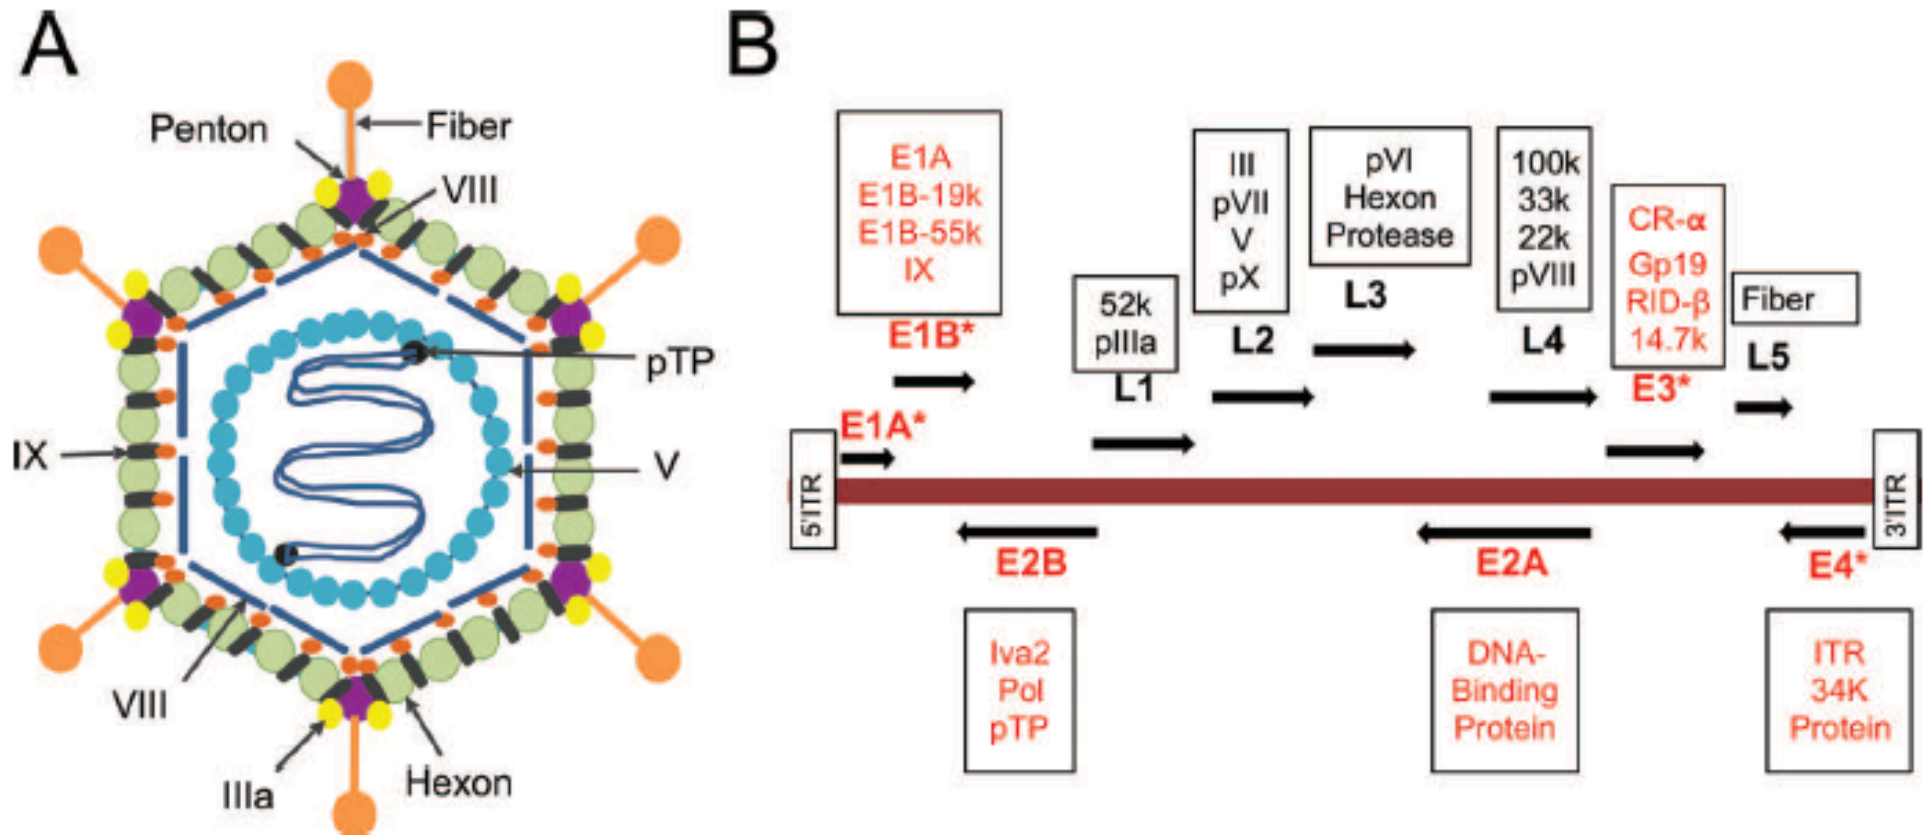 A
Penton
Fiber
VIII
pTP
IX
V
VIII
IIIa
Hexon
B
E1A
E1B-19k
E1B-55k
IX
E1B*
E1A*
52k
pIIIa
L1
III
pVII
V
pX
L2
pVI
Hexon
Protease
L3
100k
33k
22k
pVIII
L4
CR-α
Gp19
RID-β
14.7k
E3*
Fiber
L5
5'ITR
3'ITR
E2B
E2A
E4*
Iva2
Pol
pTP
DNA-
Binding
Protein
ITR
34K
Protein